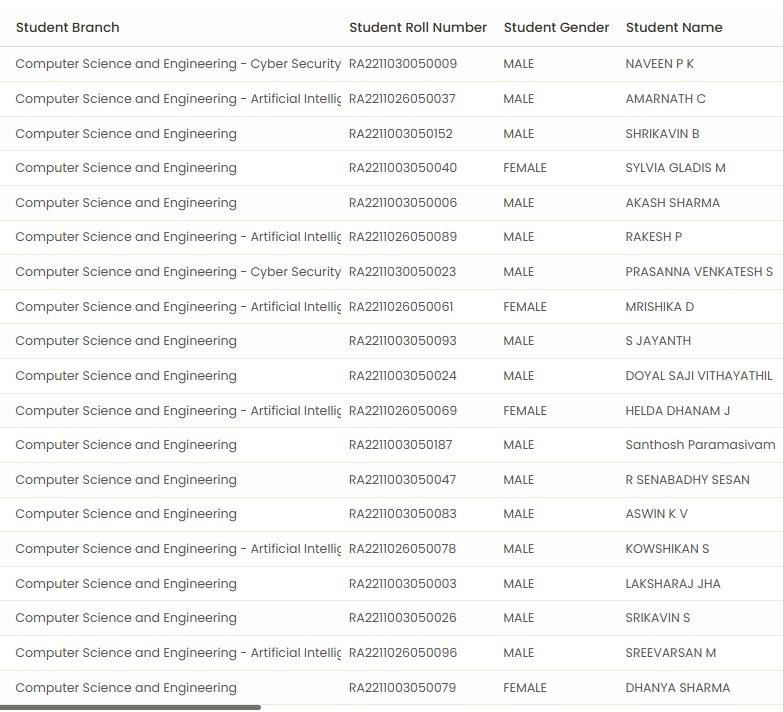 Student Branch Student Roll Number Student Gender Student Name
Computer Science and Engineering - Cyber Security RA2211030050009 MALE NAVEEN P K
Computer Science and Engineering - Artificial Intellig RA2211026050037 MALE AMARNATH C
Computer Science and Engineering RA2211003050152 MALE SHRIKAVIN B
Computer Science and Engineering RA2211003050040 FEMALE SYLVIA GLADIS M
Computer Science and Engineering RA2211003050006 MALE AKASH SHARMA
Computer Science and Engineering - Artificial Intellig RA2211026050089 MALE RAKESH P
Computer Science and Engineering - Cyber Security RA2211030050023 MALE PRASANNA VENKATESH S
Computer Science and Engineering - Artificial Intellig RA2211026050061 FEMALE MRISHIKA D
Computer Science and Engineering RA2211003050093 MALE S JAYANTH
Computer Science and Engineering RA2211003050024 MALE DOYAL SAJI VITHAYATHIL
Computer Science and Engineering - Artificial Intellig RA2211026050069 FEMALE HELDA DHANAM J
Computer Science and Engineering RA2211003050187 MALE Santhosh Paramasivam
Computer Science and Engineering RA2211003050047 MALE R SENABADHY SESAN
Computer Science and Engineering RA2211003050083 MALE ASWIN K V
Computer Science and Engineering - Artificial Intellig RA2211026050078 MALE KOWSHIKAN S
Computer Science and Engineering RA2211003050003 MALE LAKSHARAJ JHA
Computer Science and Engineering RA2211003050026 MALE SRIKAVIN S
Computer Science and Engineering - Artificial Intellig RA2211026050096 MALE SREEVARSAN M
Computer Science and Engineering RA2211003050079 FEMALE DHANYA SHARMA